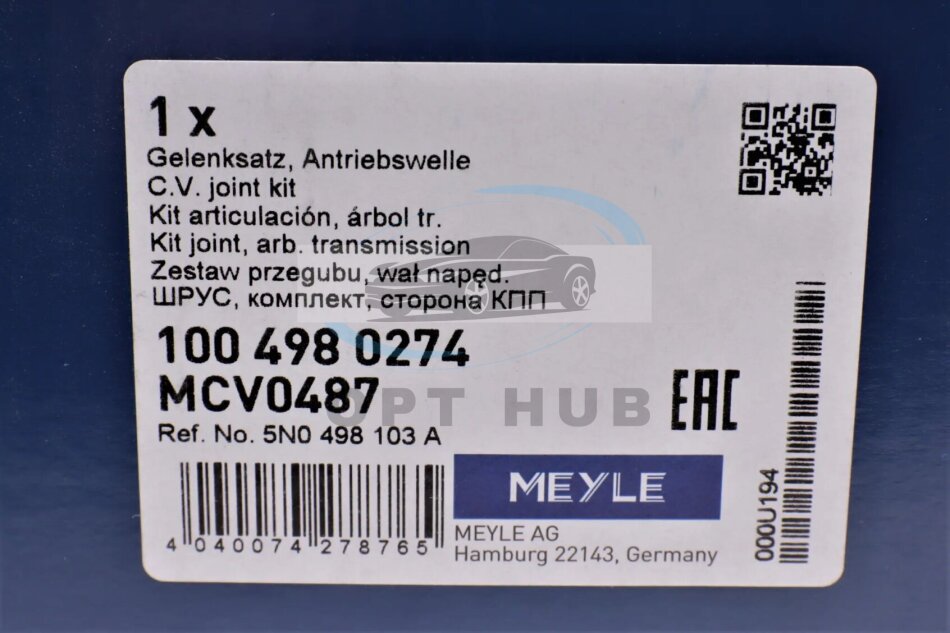 1 x
Gelenksatz, Antriebswelle
C.V. joint kit
Kit articulación, árbol tr.
Kit joint, arb. transmission
Zestaw przegubu, wał napęd.
ШРУС, комплект, сторона КПП
100 498 0274
MCV0487
OPT HUB
EAC
Ref. No. 5N0 498 103 A
4 040074 278765
MEYLE
MEYLE AG
Hamburg 22143, Germany
000U194